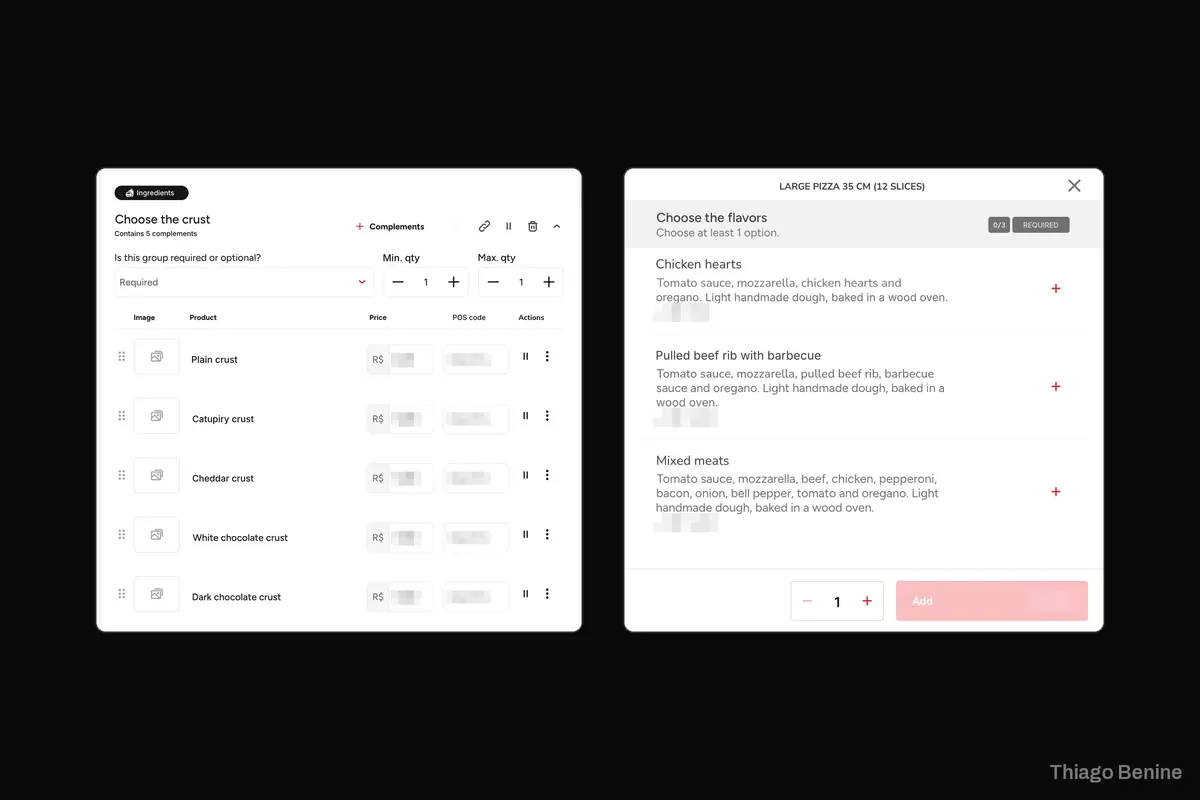 Ingredients
Choose the crust
Contains 5 complements
+ Complements
Is this group required or optional?
Min. qty
Max. qty
Required
1
1
Image
Product
Price
POS code
Actions
Plain crust
R$
Catupiry crust
R$
Cheddar crust
R$
White chocolate crust
R$
Dark chocolate crust
R$
LARGE PIZZA 35 CM (12 SLICES)
Choose the flavors
Choose at least 1 option.
0/3
REQUIRED
Chicken hearts
Tomato sauce, mozzarella, chicken hearts and
oregano. Light handmade dough, baked in a wood oven.
Pulled beef rib with barbecue
Tomato sauce, mozzarella, pulled beef rib, barbecue
sauce and oregano. Light handmade dough, baked in a
wood oven.
Mixed meats
Tomato sauce, mozzarella, beef, chicken, pepperoni,
bacon, onion, bell pepper, tomato and oregano. Light
handmade dough, baked in a wood oven.
1
Add
Thiago Benine